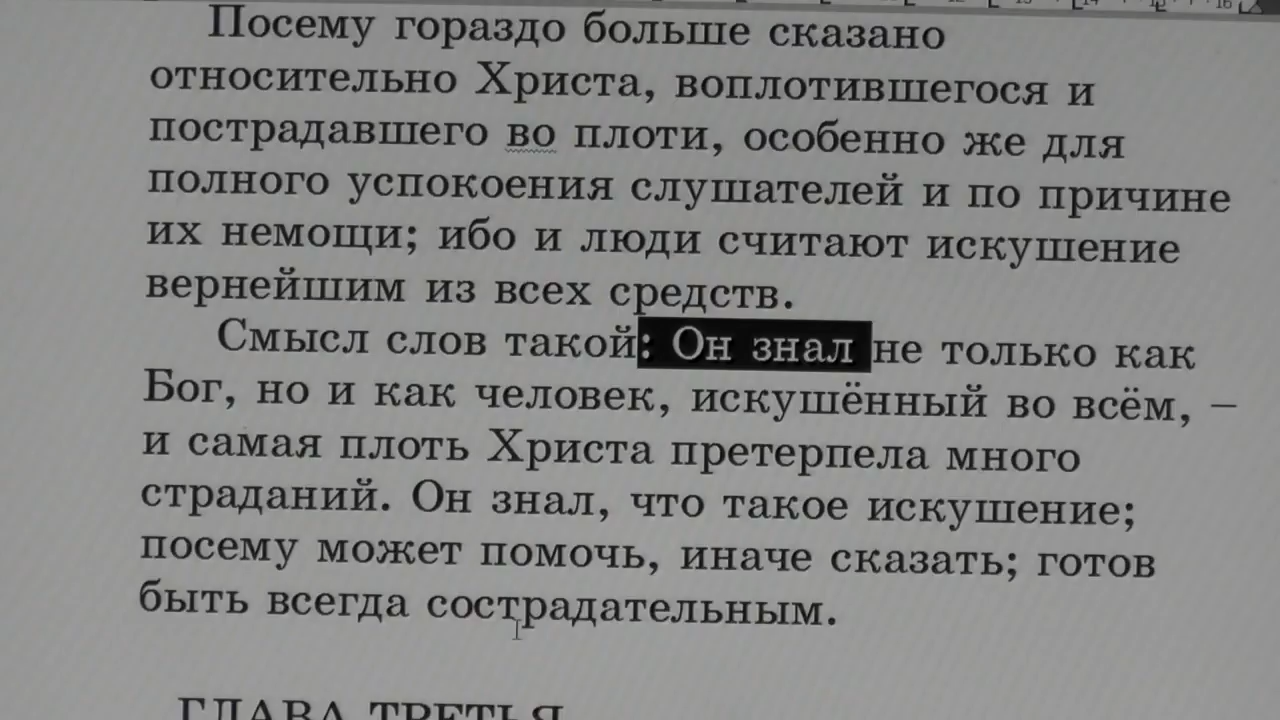 Посему гораздо больше сказано
относительно Христа, воплотившегося и
пострадавшего во плоти, особенно же для
полного успокоения слушателей и по причине
их немощи; ибо и люди считают искушение
вернейшим из всех средств.
Смысл слов такой: Он знал не только как
Бог, но и как человек, искушённый во всём, –
и самая плоть Христа претерпела много
страданий. Он знал, что такое искушение;
посему может помочь, иначе сказать; готов
быть всегда сострадательным.
ГЛАВА ТРЕТЬЯ